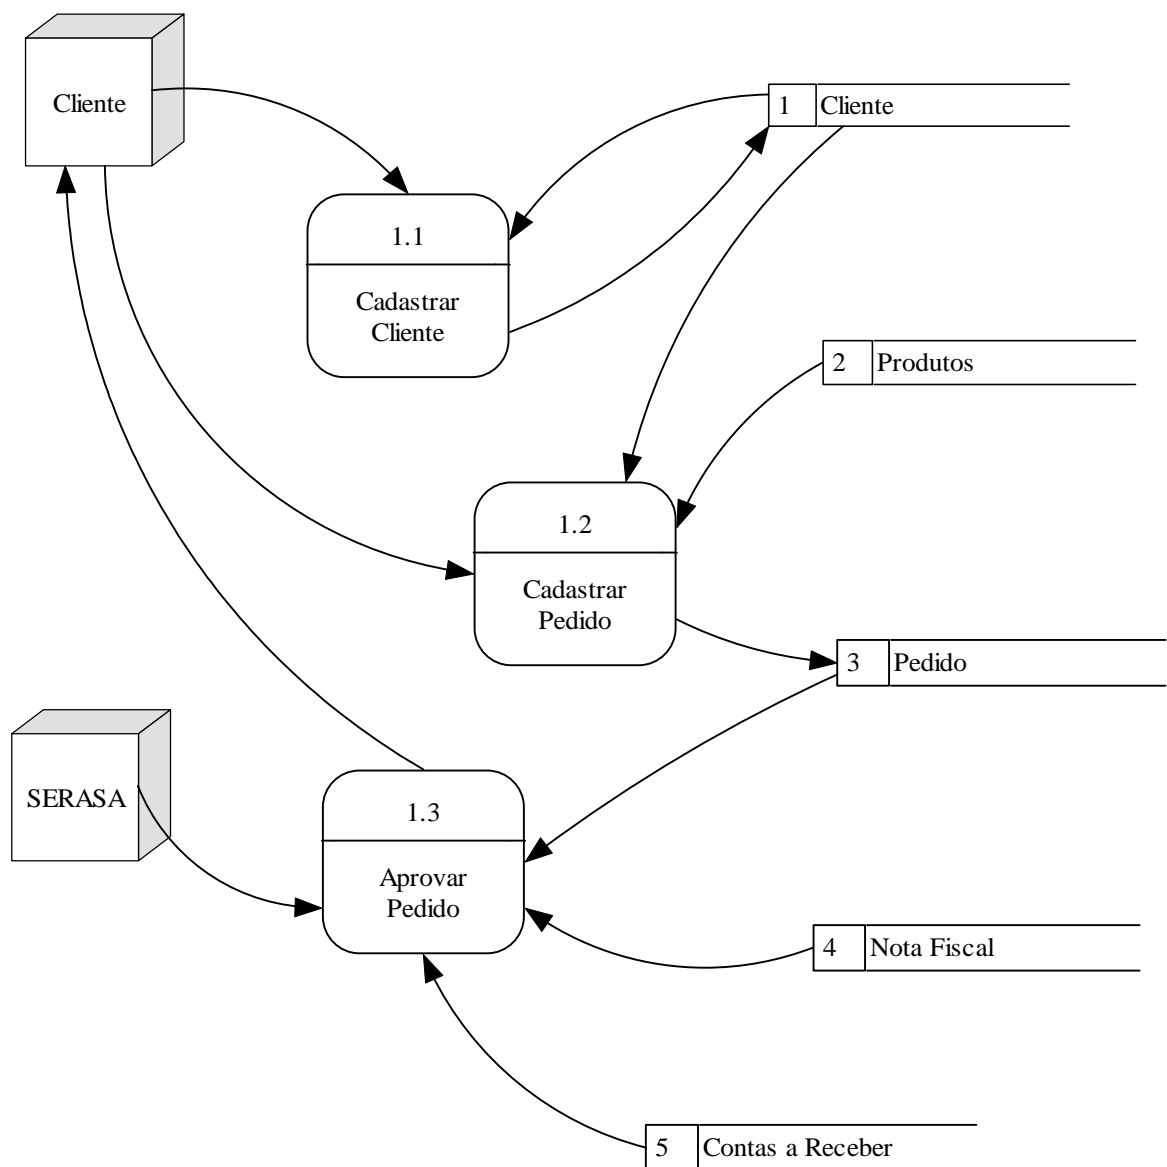 Cliente
1 Cliente
1.1
Cadastrar
Cliente
2 Produtos
1.2
Cadastrar
Pedido
3 Pedido
SERASA
1.3
Aprovar
Pedido
4 Nota Fiscal
5 Contas a Receber